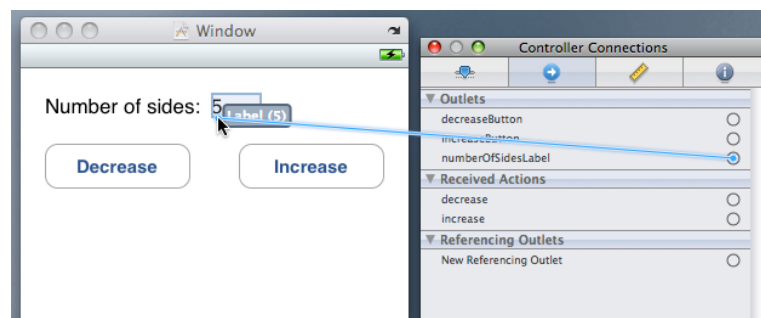 Window
Number of sides: 5
Label (5)
Decrease
Increase
Controller Connections
Outlets
decreaseButton
increaseButton
numberOfSidesLabel
Received Actions
decrease
increase
Referencing Outlets
New Referencing Outlet